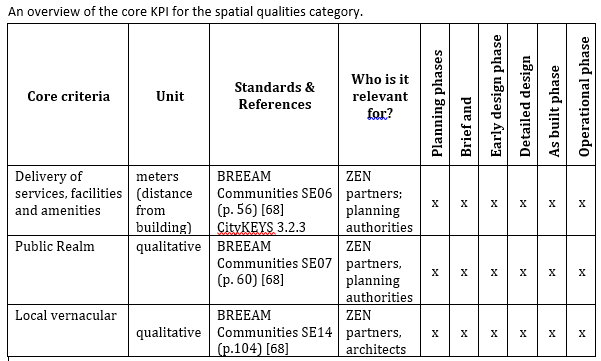 An overview of the core KPI for the spatial qualities category.
Core criteria
Unit
Standards &
References
Who is it
relevant
for?
Planning phases
Brief and
Early design phase
Detailed design
As built phase
Operational phase
Delivery of
services, facilities
and amenities
meters
(distance
from
building)
BREEAM
Communities SE06
(p. 56) [68]
CityKEYS 3.2.3
ZEN
partners;
planning
authorities
x x x x x x
Public Realm
qualitative
BREEAM
Communities SE07
(p. 60) [68]
ZEN
partners,
planning
authorities
x x x x x x
Local vernacular
qualitative
BREEAM
Communities SE14
(p.104) [68]
ZEN
partners,
architects
x x x x x x